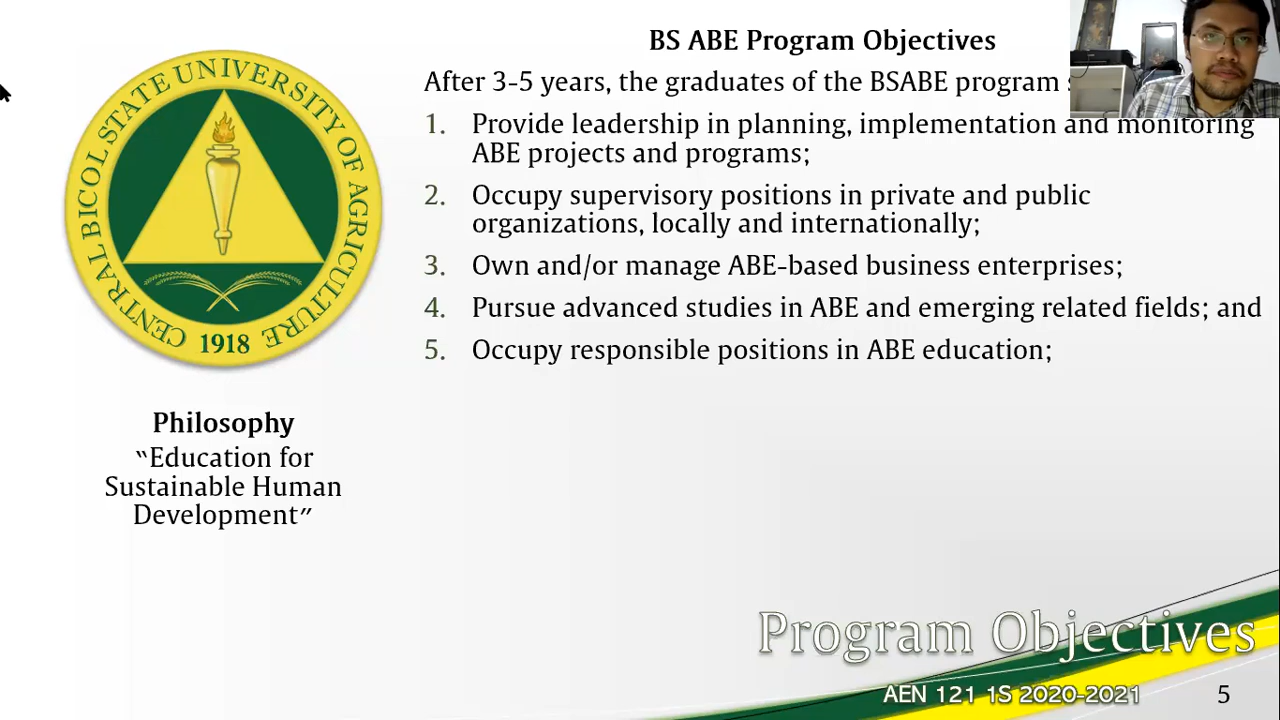 CENTRAL BICOL STATE UNIVERSITY OF AGRICULTURE
1918
Philosophy
“Education for
Sustainable Human
Development”
BS ABE Program Objectives
After 3-5 years, the graduates of the BSABE program
1. Provide leadership in planning, implementation and monitoring
ABE projects and programs;
2. Occupy supervisory positions in private and public
organizations, locally and internationally;
3. Own and/or manage ABE-based business enterprises;
4. Pursue advanced studies in ABE and emerging related fields; and
5. Occupy responsible positions in ABE education;
Program Objectives
AEN 121 1S 2020-2021
5